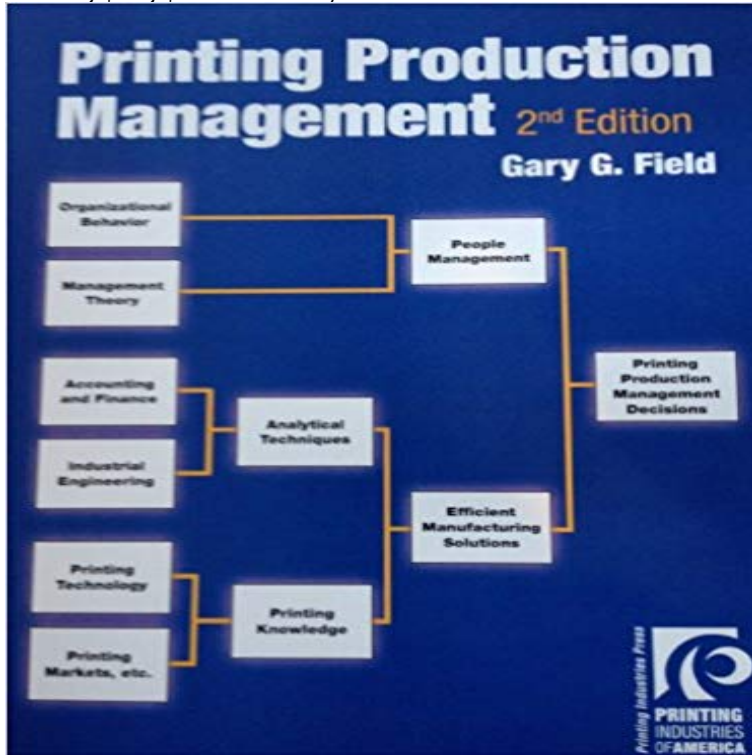 Printing Production
Management 2nd Edition
Gary G. Field
Organizational
Behavior
Management
Theory
People
Management
Accounting
and Finance
Industrial
Engineering
Analytical
Techniques
Printing
Production
Management
Decisions
Efficient
Manufacturing
Solutions
Printing
Technology
Printing
Markets, etc.
Printing
Knowledge
Printing Industries Press
PRINTING
INDUSTRIES
OF AMERICA